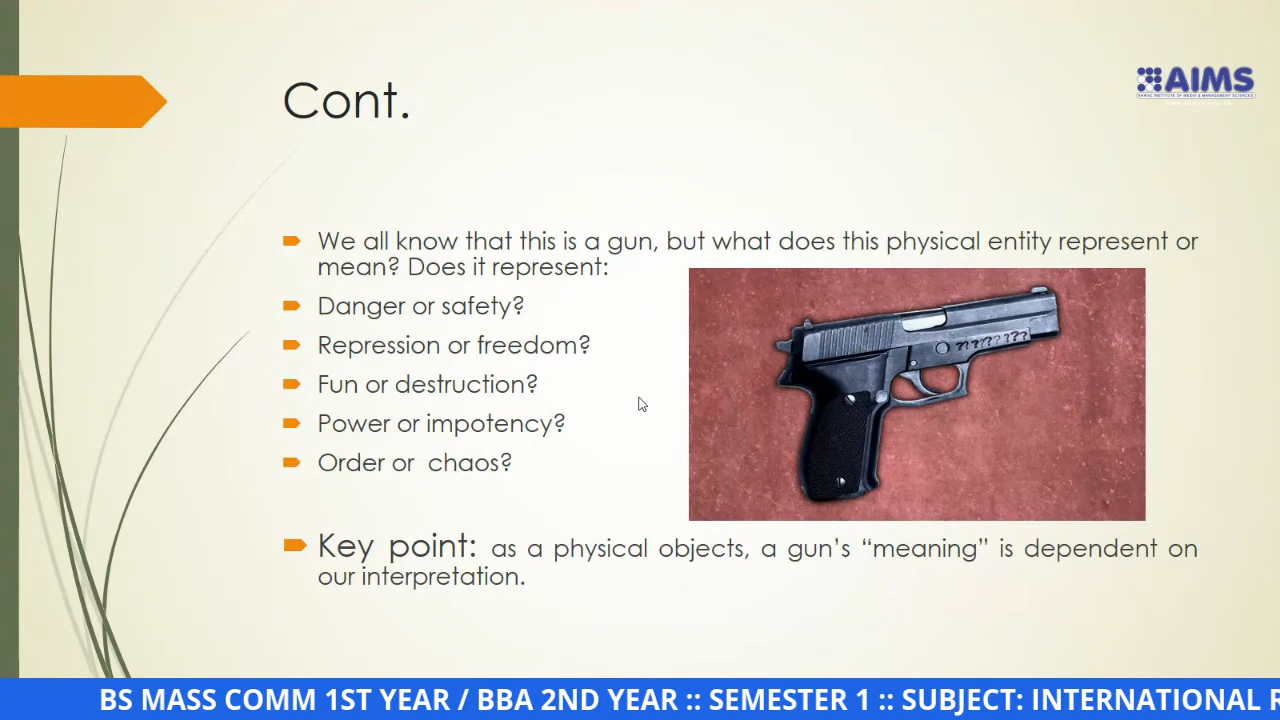 Cont.
AIMS
We all know that this is a gun, but what does this physical entity represent or
mean? Does it represent:
Danger or safety?
Repression or freedom?
Fun or destruction?
Power or impotency?
Order or  chaos?
Key point: as a physical objects, a gun’s “meaning” is dependent on
our interpretation.
BS MASS COMM 1ST YEAR / BBA 2ND YEAR :: SEMESTER 1 :: SUBJECT: INTERNATIONAL R